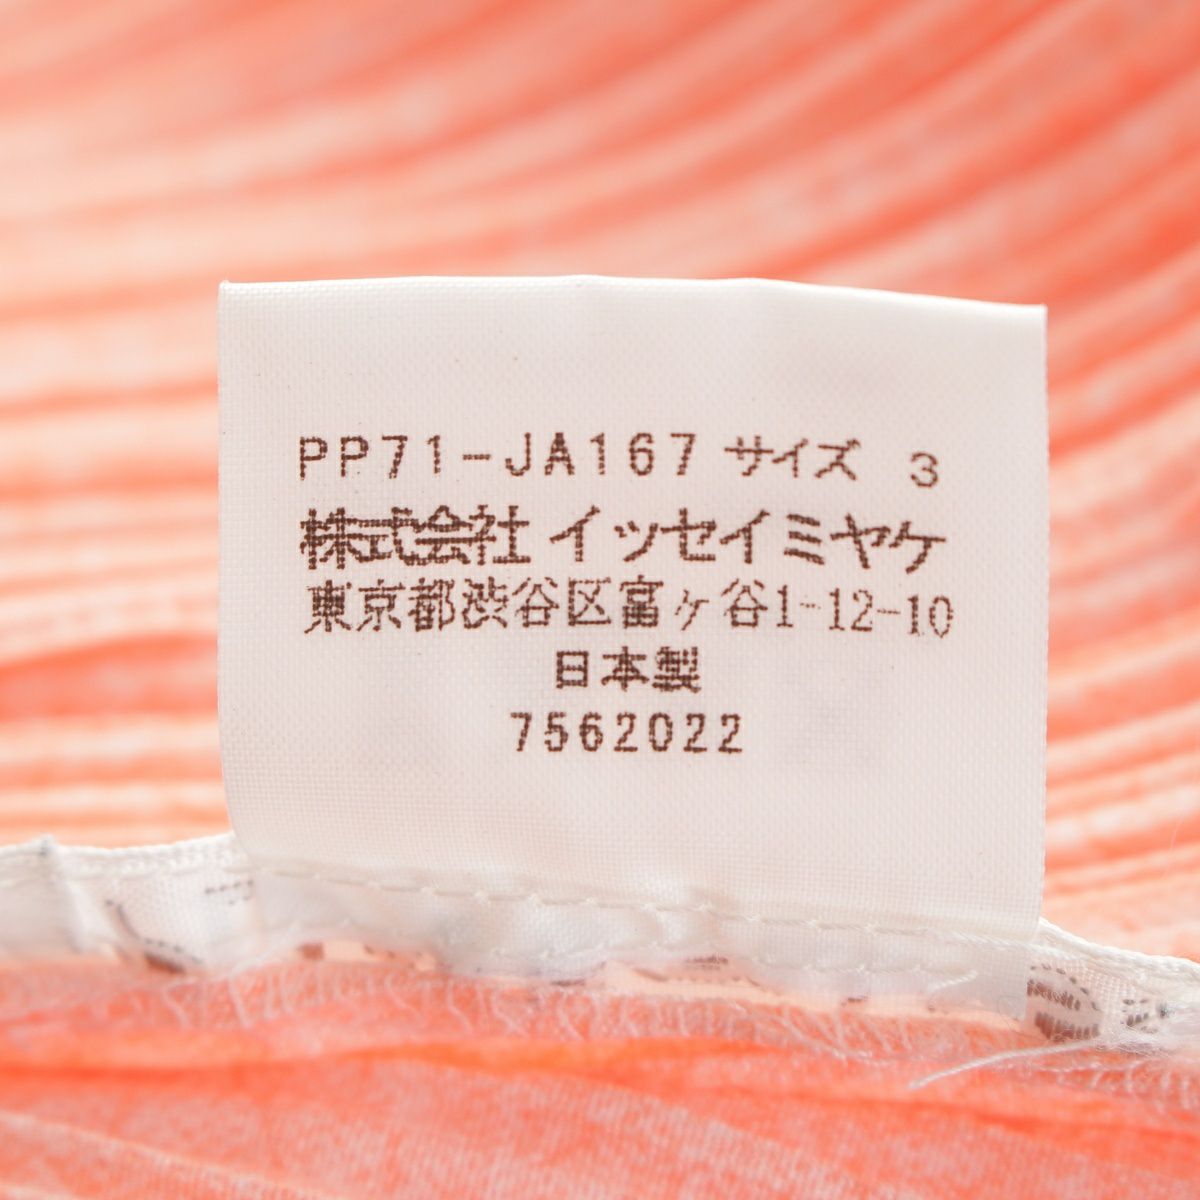 PP71-JA167 サイズ 3
株式会社イッセイミヤケ
東京都渋谷区富ヶ谷1-12-10
日本製
7562022